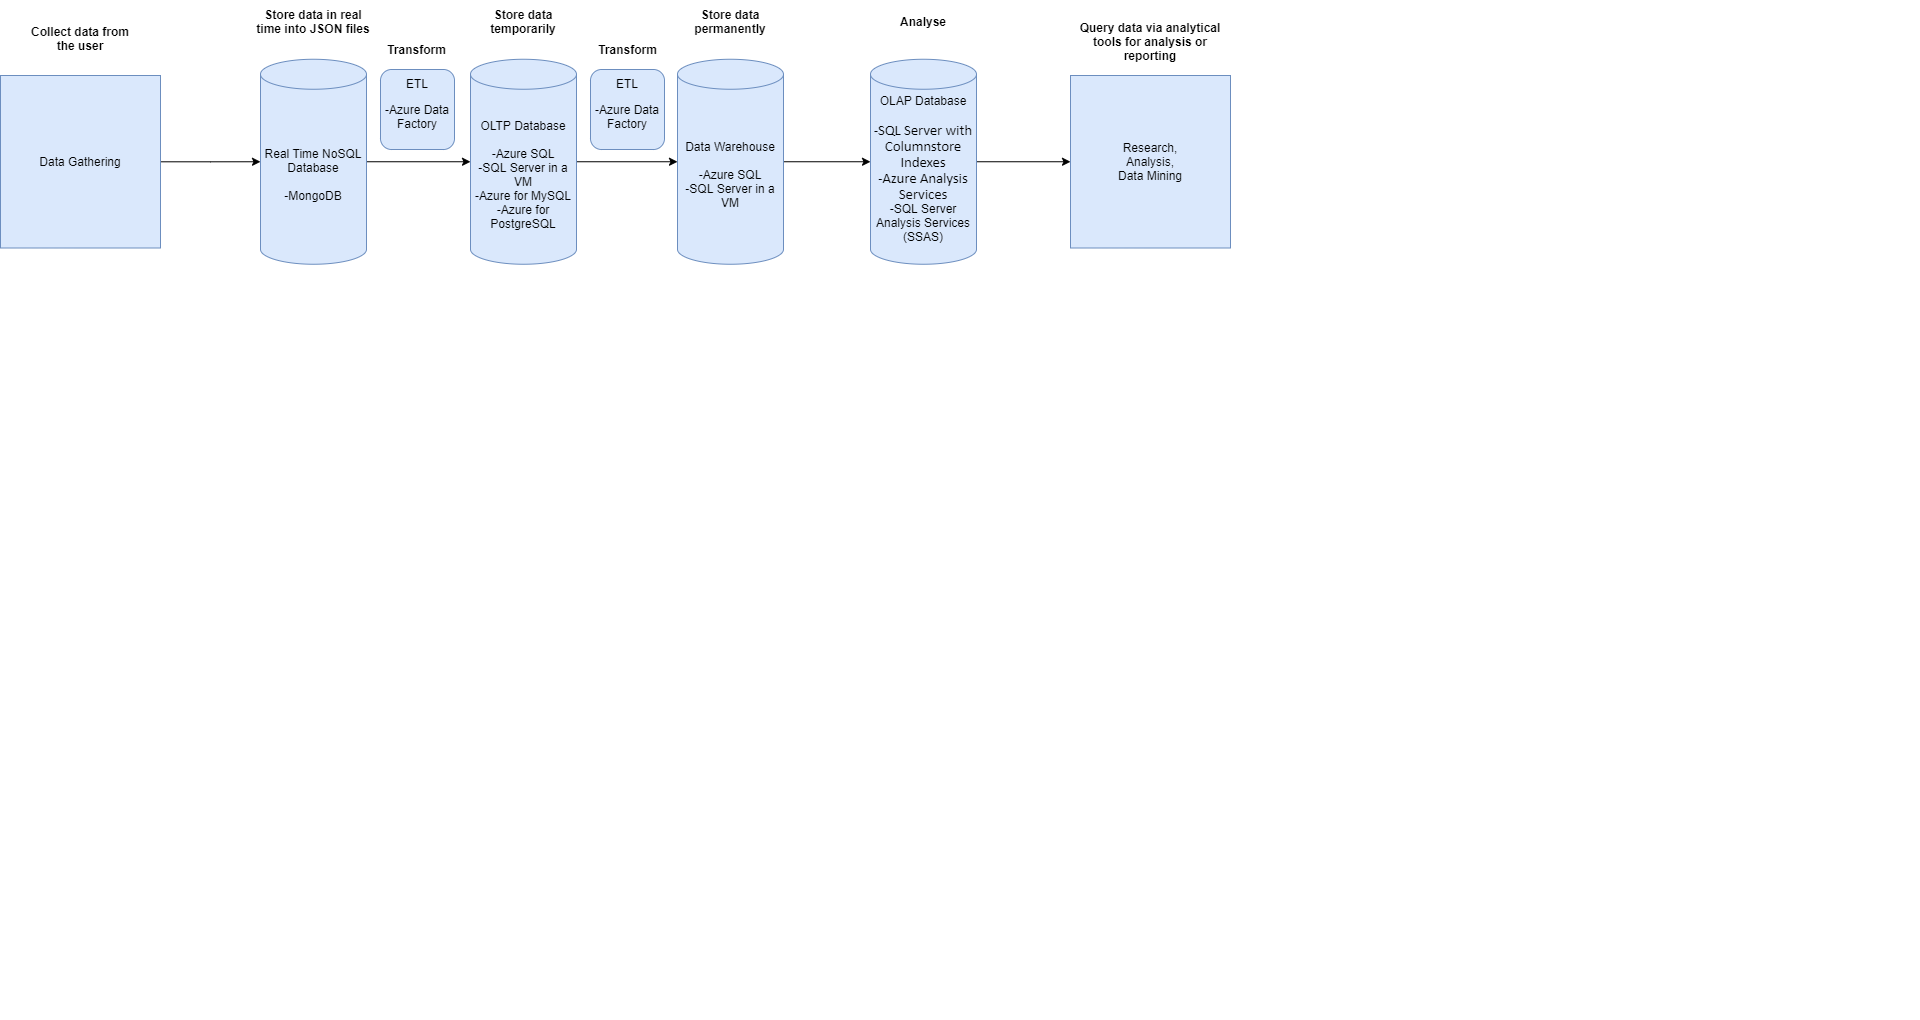 Collect data from
the user
Data Gathering
Store data in real
time into JSON files
Real Time NoSQL
Database
-MongoDB
Transform
ETL
-Azure Data
Factory
Store data
temporarily
OLTP Database
-Azure SQL
-SQL Server in a
VM
-Azure for MySQL
-Azure for
PostgreSQL
Transform
ETL
-Azure Data
Factory
Store data
permanently
Data Warehouse
-Azure SQL
-SQL Server in a
VM
Analyse
OLAP Database
-SQL Server with
Columnstore
Indexes
-Azure Analysis
Services
-SQL Server
Analysis Services
(SSAS)
Query data via analytical
tools for analysis or
reporting
Research,
Analysis,
Data Mining